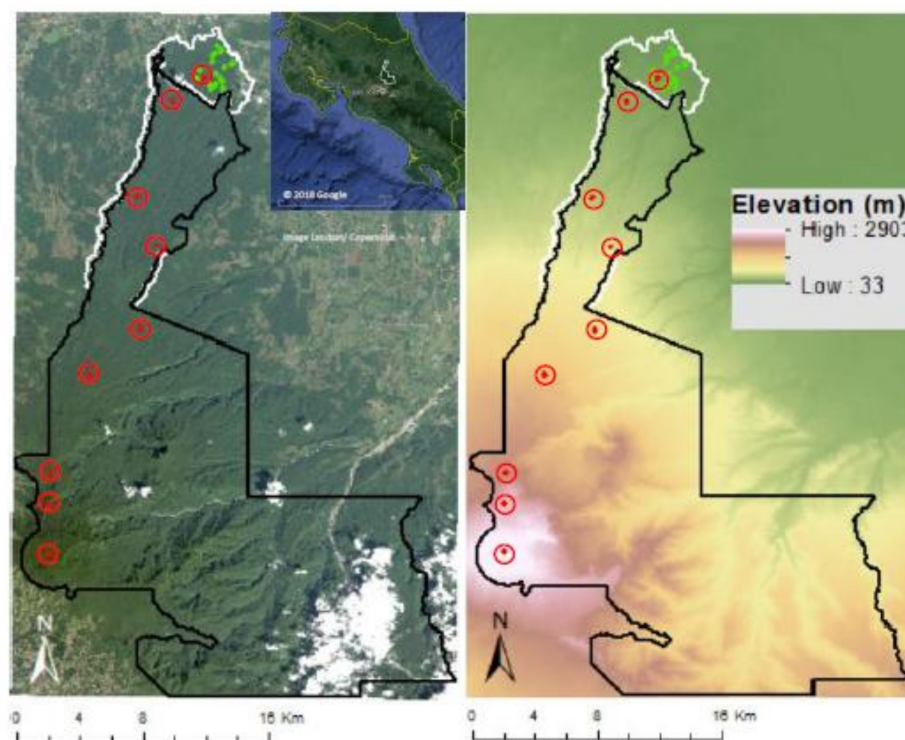 © 2018 Google
Image Landsat/ Copernicus
Elevation (m)
High : 2903
Low : 33
N
N
0 4 8 16 Km
0 4 8 16 Km